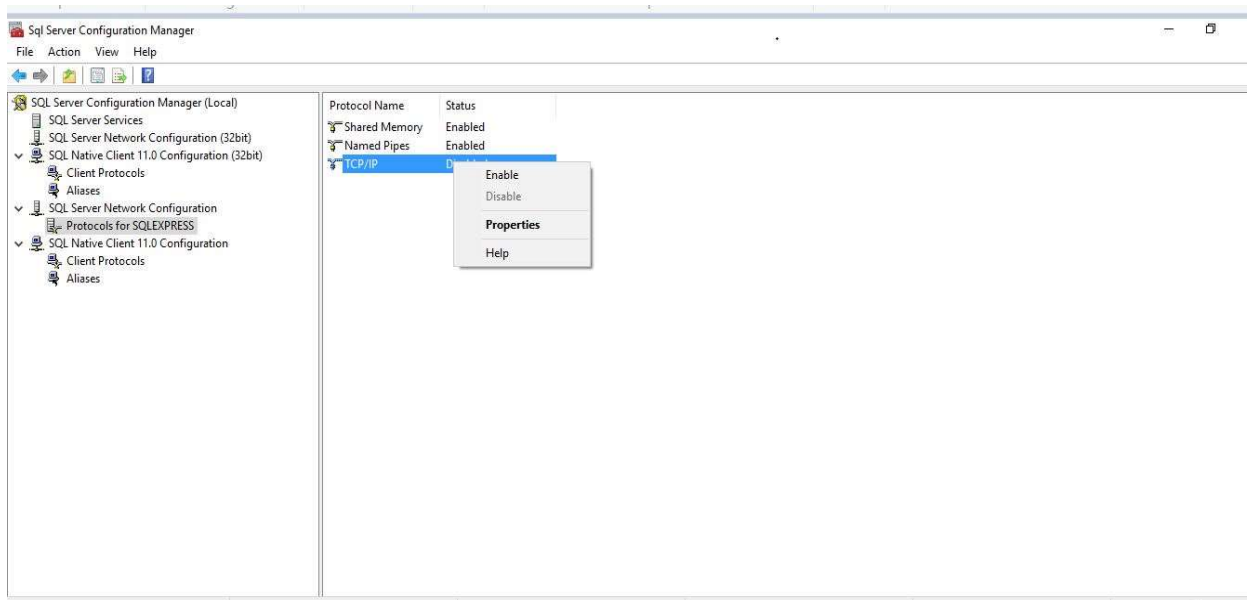 Sql Server Configuration Manager
File Action View Help
SQL Server Configuration Manager (Local)
SQL Server Services
SQL Server Network Configuration (32bit)
SQL Native Client 11.0 Configuration (32bit)
Client Protocols
Aliases
SQL Server Network Configuration
Protocols for SQLEXPRESS
SQL Native Client 11.0 Configuration
Client Protocols
Aliases
Protocol Name Status
Shared Memory Enabled
Named Pipes Enabled
TCP/IP
Enable
Disable
Properties
Help